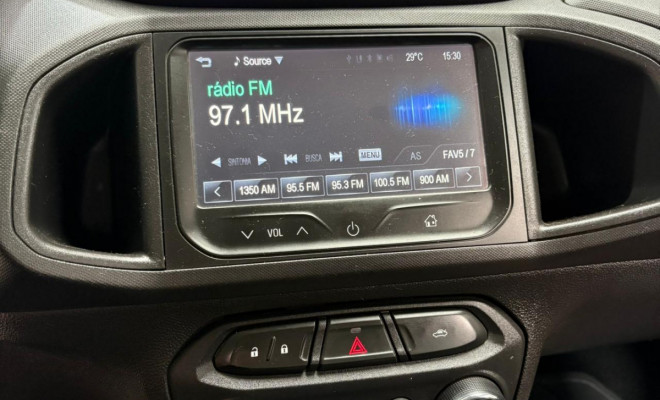 Source 29°C 15:30
rádio FM
97.1 MHz
SINTONIA BUSCA MENU AS FAV5 / 7
1350 AM 95.5 FM 95.3 FM 100.5 FM 900 AM
VOL